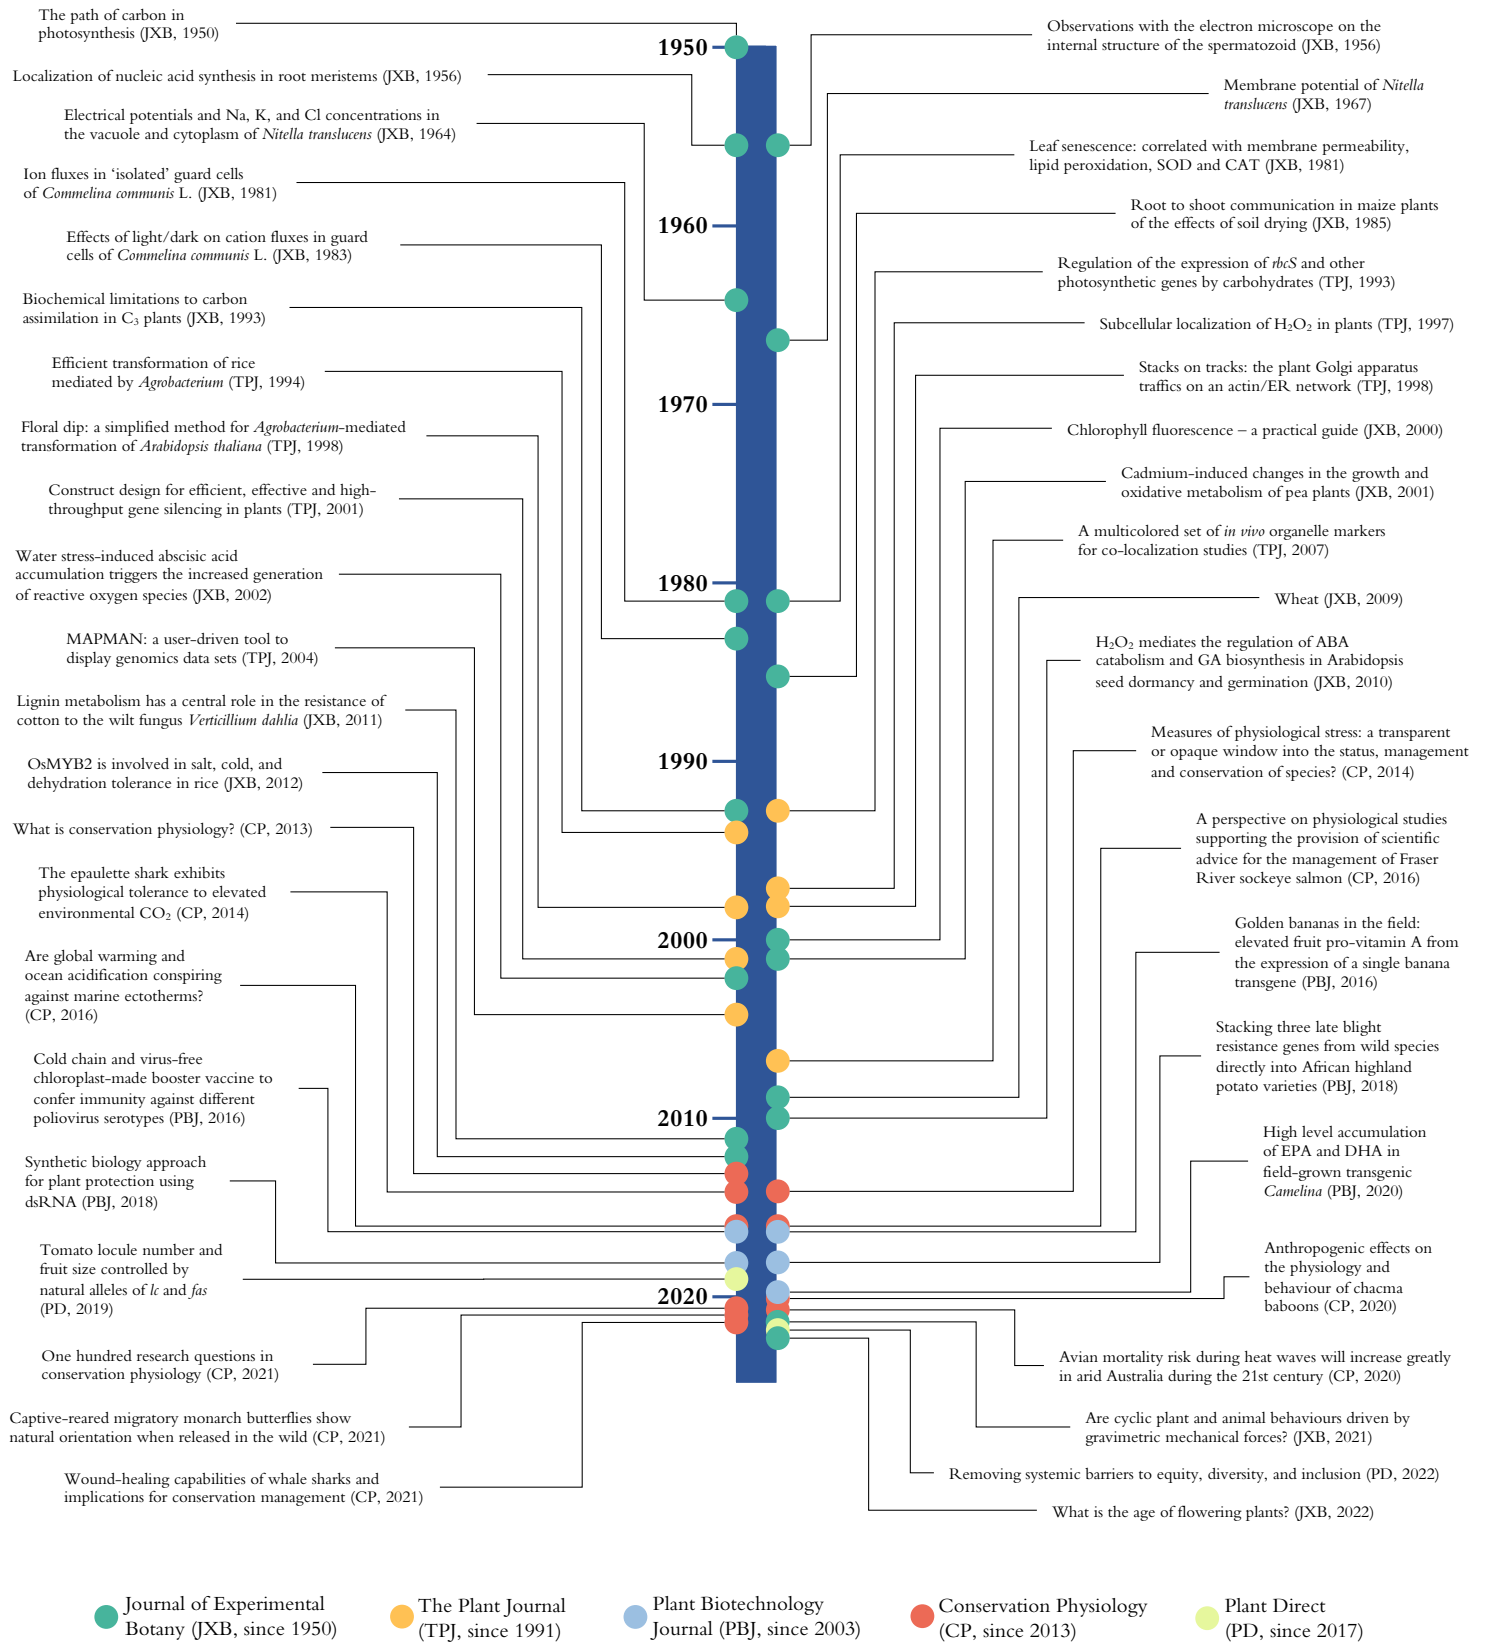 The path of carbon in
photosynthesis (JXB, 1950)
Localization of nucleic acid synthesis in root meristems (JXB, 1956)
Electrical potentials and Na, K, and Cl concentrations in
the vacuole and cytoplasm of Nitella translucens (JXB, 1964)
Ion fluxes in ‘isolated’ guard cells
of Commelina communis L. (JXB, 1981)
Effects of light/dark on cation fluxes in guard
cells of Commelina communis L. (JXB, 1983)
Biochemical limitations to carbon
assimilation in C₃ plants (JXB, 1993)
Efficient transformation of rice
mediated by Agrobacterium (TPJ, 1994)
Floral dip: a simplified method for Agrobacterium-mediated
transformation of Arabidopsis thaliana (TPJ, 1998)
Construct design for efficient, effective and high-
throughput gene silencing in plants (TPJ, 2001)
Water stress-induced abscisic acid
accumulation triggers the increased generation
of reactive oxygen species (JXB, 2002)
MAPMAN: a user-driven tool to
display genomics data sets (TPJ, 2004)
Lignin metabolism has a central role in the resistance of
cotton to the wilt fungus Verticillium dahlia (JXB, 2011)
OsMYB2 is involved in salt, cold, and
dehydration tolerance in rice (JXB, 2012)
What is conservation physiology? (CP, 2013)
The epaulette shark exhibits
physiological tolerance to elevated
environmental CO₂ (CP, 2014)
Are global warming and
ocean acidification conspiring
against marine ectotherms?
(CP, 2016)
Cold chain and virus-free
chloroplast-made booster vaccine to
confer immunity against different
poliovirus serotypes (PBJ, 2016)
Synthetic biology approach
for plant protection using
dsRNA (PBJ, 2018)
Tomato locule number and
fruit size controlled by
natural alleles of lc and fas
(PD, 2019)
One hundred research questions in
conservation physiology (CP, 2021)
Captive-reared migratory monarch butterflies show
natural orientation when released in the wild (CP, 2021)
Wound-healing capabilities of whale sharks and
implications for conservation management (CP, 2021)
1950
1960
1970
1980
1990
2000
2010
2020
Observations with the electron microscope on the
internal structure of the spermatozoid (JXB, 1956)
Membrane potential of Nitella
translucens (JXB, 1967)
Leaf senescence: correlated with membrane permeability,
lipid peroxidation, SOD and CAT (JXB, 1981)
Root to shoot communication in maize plants
of the effects of soil drying (JXB, 1985)
Regulation of the expression of rbcS and other
photosynthetic genes by carbohydrates (TPJ, 1993)
Subcellular localization of H₂O₂ in plants (TPJ, 1997)
Stacks on tracks: the plant Golgi apparatus
traffics on an actin/ER network (TPJ, 1998)
Chlorophyll fluorescence – a practical guide (JXB, 2000)
Cadmium-induced changes in the growth and
oxidative metabolism of pea plants (JXB, 2001)
A multicolored set of in vivo organelle markers
for co-localization studies (TPJ, 2007)
Wheat (JXB, 2009)
H₂O₂ mediates the regulation of ABA
catabolism and GA biosynthesis in Arabidopsis
seed dormancy and germination (JXB, 2010)
Measures of physiological stress: a transparent
or opaque window into the status, management
and conservation of species? (CP, 2014)
A perspective on physiological studies
supporting the provision of scientific
advice for the management of Fraser
River sockeye salmon (CP, 2016)
Golden bananas in the field:
elevated fruit pro-vitamin A from
the expression of a single banana
transgene (PBJ, 2016)
Stacking three late blight
resistance genes from wild species
directly into African highland
potato varieties (PBJ, 2018)
High level accumulation
of EPA and DHA in
field-grown transgenic
Camelina (PBJ, 2020)
Anthropogenic effects on
the physiology and
behaviour of chacma
baboons (CP, 2020)
Avian mortality risk during heat waves will increase greatly
in arid Australia during the 21st century (CP, 2020)
Are cyclic plant and animal behaviours driven by
gravimetric mechanical forces? (JXB, 2021)
Removing systemic barriers to equity, diversity, and inclusion (PD, 2022)
What is the age of flowering plants? (JXB, 2022)
Journal of Experimental
Botany (JXB, since 1950)
The Plant Journal
(TPJ, since 1991)
Plant Biotechnology
Journal (PBJ, since 2003)
Conservation Physiology
(CP, since 2013)
Plant Direct
(PD, since 2017)